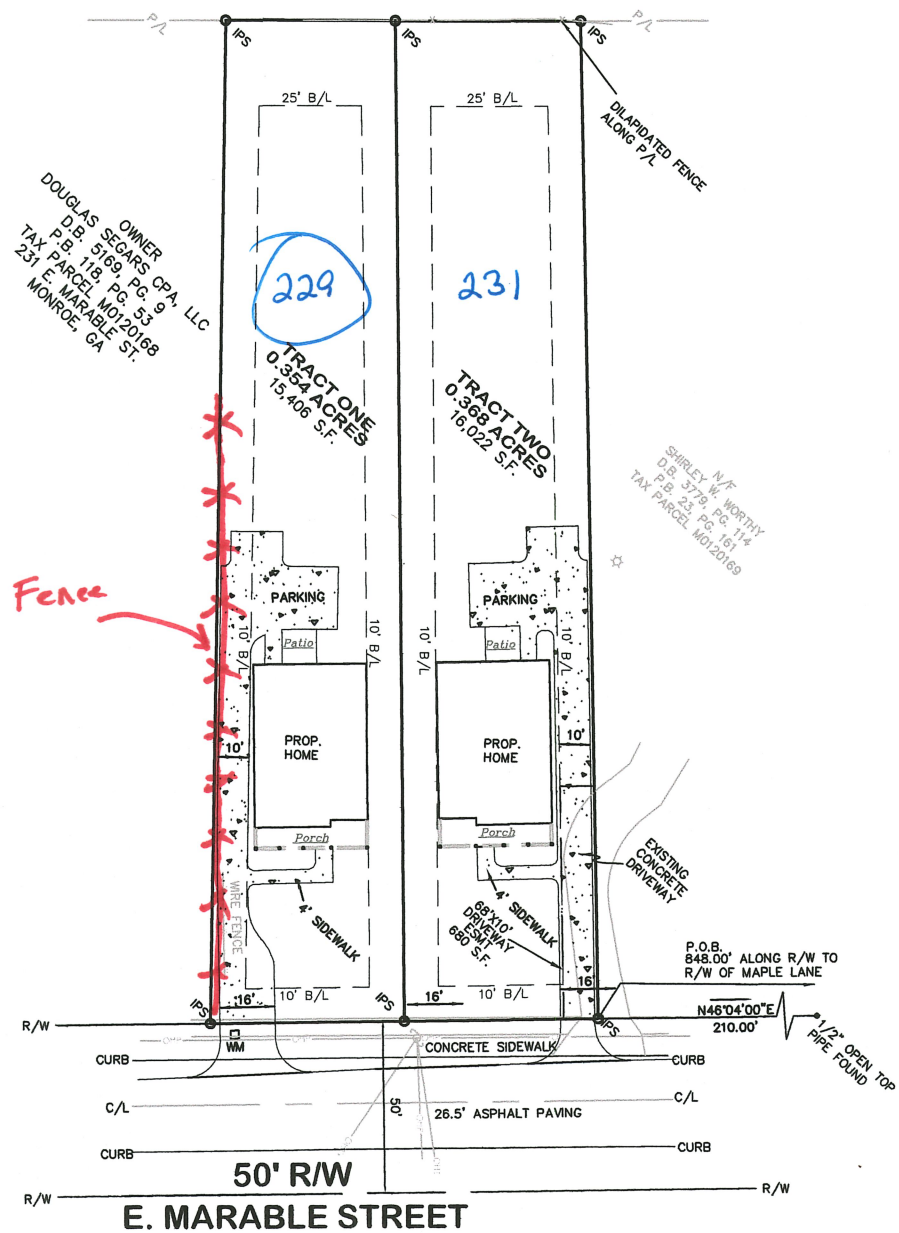 P/L
P/L
IPS
IPS
IPS
25' B/L
25' B/L
DILAPIDATED FENCE
ALONG P/L
OWNER
DOUGLAS SEGARS CPA, LLC
D.B. 5169, PG. 9
P.B. 118, PG. 53
TAX PARCEL M0120168
231 E. MARABLE ST.
MONROE, GA
229
231
TRACT ONE
0.354 ACRES
15,406 S.F.
TRACT TWO
0.368 ACRES
16,022 S.F.
N/F
SHIRLEY W. WORTHY
D.B. 3779, PG. 114
P.B. 23, PG. 161
TAX PARCEL M0120169
Fence
PARKING
PARKING
10' B/L
Patio
10' B/L
10' B/L
Patio
10' B/L
10'
PROP.
HOME
PROP.
HOME
10'
Porch
Porch
EXISTING
CONCRETE
DRIVEWAY
WIRE FENCE
4' SIDEWALK
4' SIDEWALK
68'X10'
DRIVEWAY
ESMT
680 S.F.
P.O.B.
848.00' ALONG R/W TO
R/W OF MAPLE LANE
16'
10' B/L
16'
10' B/L
16'
IPS
IPS
IPS
N46°04'00"E
210.00'
1/2" OPEN TOP
PIPE FOUND
R/W
WM
CONCRETE SIDEWALK
CURB
CURB
C/L
50'
26.5' ASPHALT PAVING
C/L
CURB
CURB
50' R/W
R/W
R/W
E. MARABLE STREET